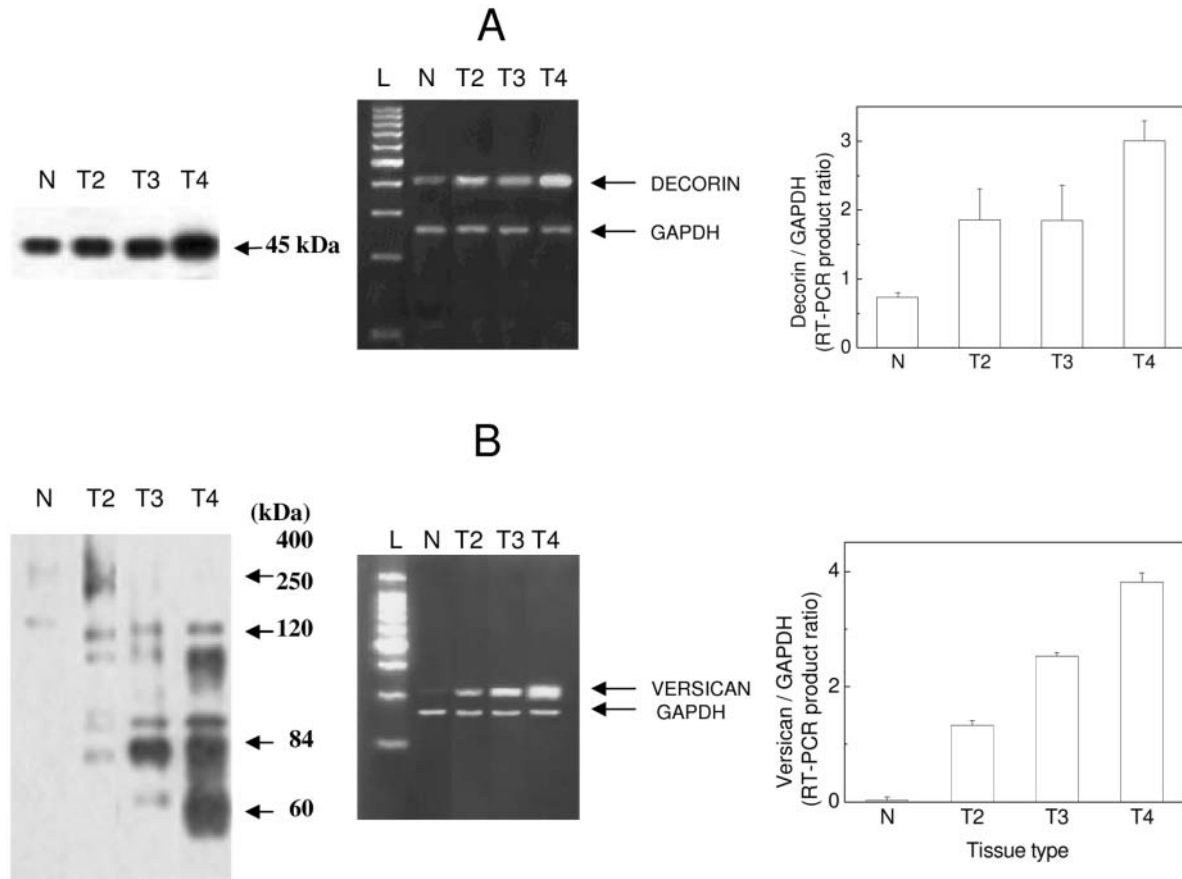 A
N T2 T3 T4
45 kDa
L N T2 T3 T4
DECORIN
GAPDH
Decorin / GAPDH
(RT-PCR product ratio)
3
2
1
0
N T2 T3 T4
B
N T2 T3 T4
(kDa)
400
250
120
84
60
L N T2 T3 T4
VERSICAN
GAPDH
Versican / GAPDH
(RT-PCR product ratio)
4
2
0
N T2 T3 T4
Tissue type